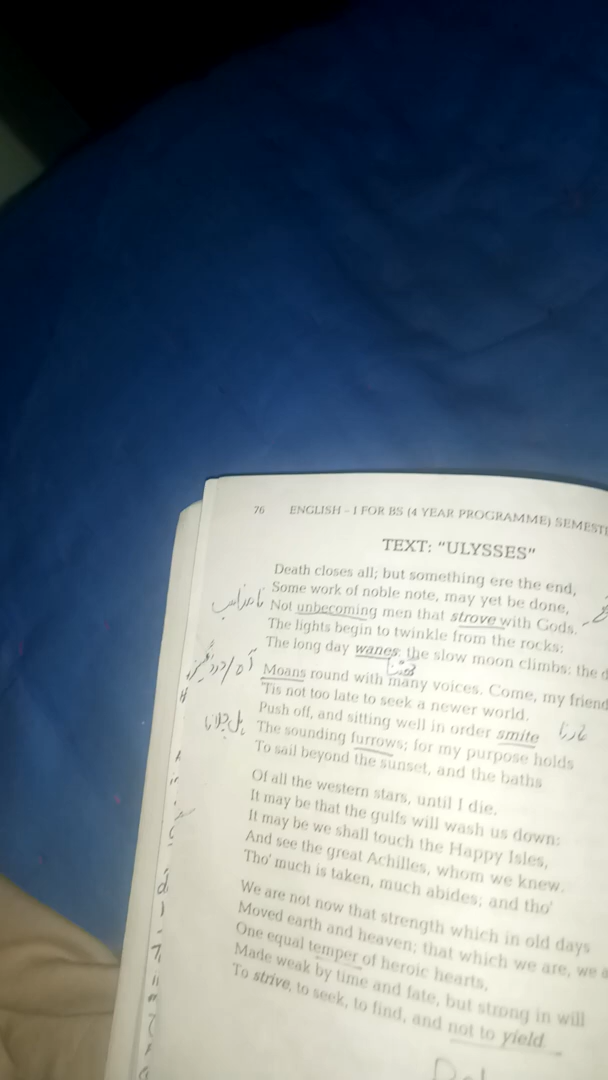 76 ENGLISH – I FOR BS (4 YEAR PROGRAMME)
TEXT: "ULYSSES"
Death closes all; but something ere the end,
Some work of noble note, may yet be done,
Not unbecoming men that strove with Gods.
The lights begin to twinkle from the rocks:
The long day wanes: the slow moon climbs: the
Moans round with many voices. Come, my friend
'Tis not too late to seek a newer world.
Push off, and sitting well in order smite
The sounding furrows; for my purpose holds
To sail beyond the sunset, and the baths
Of all the western stars, until I die.
It may be that the gulfs will wash us down:
It may be we shall touch the Happy Isles,
And see the great Achilles, whom we knew.
Tho' much is taken, much abides; and tho'
We are not now that strength which in old days
Moved earth and heaven; that which we are, we
One equal temper of heroic hearts,
Made weak by time and fate, but strong in will
To strive, to seek, to find, and not to yield